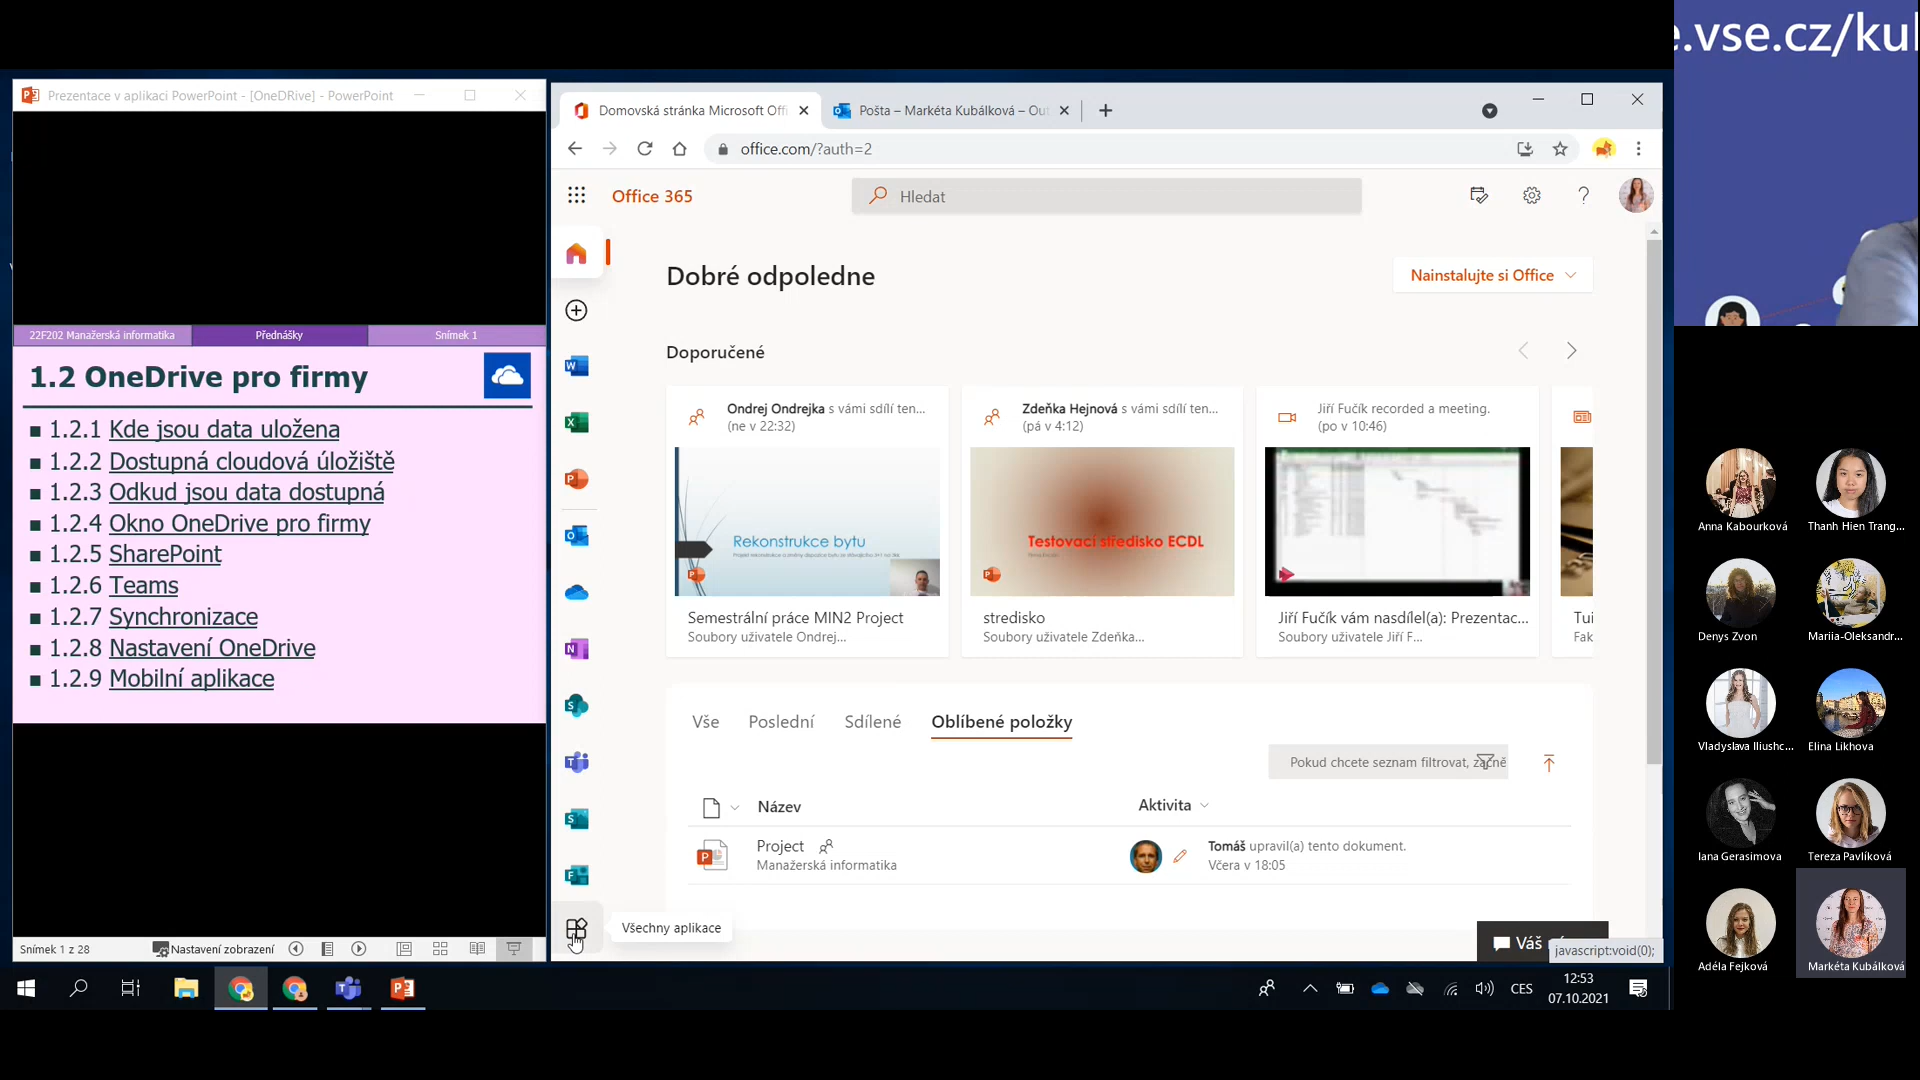 e.vse.cz/kul
Prezentace v aplikaci PowerPoint - [OneDRive] - PowerPoint
22F202 Manažerská informatika
Přednášky
Snímek 1
1.2 OneDrive pro firmy
1.2.1 Kde jsou data uložena
1.2.2 Dostupná cloudová úložiště
1.2.3 Odkud jsou data dostupná
1.2.4 Okno OneDrive pro firmy
1.2.5 SharePoint
1.2.6 Teams
1.2.7 Synchronizace
1.2.8 Nastavení OneDrive
1.2.9 Mobilní aplikace
Snímek 1 z 28
Nastavení zobrazení
Domovská stránka Microsoft Offi
Pošta – Markéta Kubálková – Out
office.com/?auth=2
Office 365
Hledat
Dobré odpoledne
Nainstalujte si Office
Doporučené
Ondrej Ondrejka s vámi sdílí ten...
(ne v 22:32)
Rekonstrukce bytu
Semestrální práce MIN2 Project
Soubory uživatele Ondrej...
Zdeňka Hejnová s vámi sdílí ten...
(pá v 4:12)
Testovací středisko ECDL
stredisko
Soubory uživatele Zdeňka...
Jiří Fučík recorded a meeting.
(po v 10:46)
Jiří Fučík vám nasdílel(a): Prezentac...
Soubory uživatele Jiří F...
Tui
Fak
Vše
Poslední
Sdílené
Oblíbené položky
Pokud chcete seznam filtrovat, začně
Název
Aktivita
Project
Manažerská informatika
Tomáš upravil(a) tento dokument.
Včera v 18:05
Všechny aplikace
Váš
javascript:void(0);
CES
12:53
07.10.2021
Anna Kabourková
Thanh Hien Trang...
Denys Zvon
Mariia-Oleksandr...
Vladyslava Iliushc...
Elina Likhova
Iana Gerasimova
Tereza Pavlíková
Adéla Fejková
Markéta Kubálková